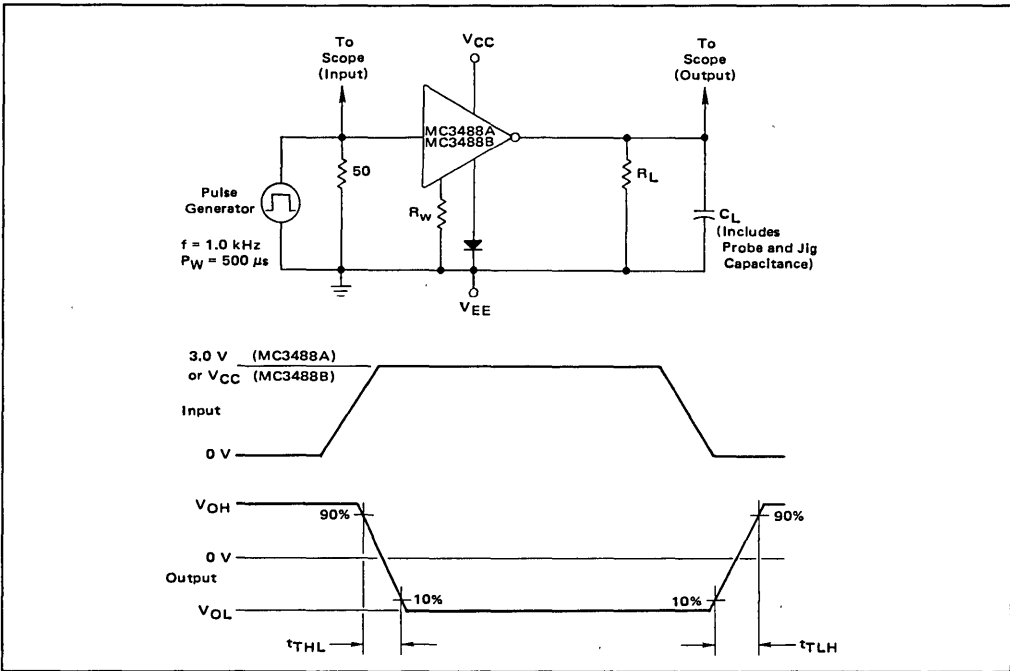 To
Scope
(Input)
VCC
To
Scope
(Output)
MC3488A
MC3488B
50
RL
Pulse
Generator
RW
CL
(Includes
Probe and Jig
Capacitance)
f = 1.0 kHz
PW = 500 μs
VEE
3.0 V (MC3488A)
or VCC (MC3488B)
Input
0 V
VOH
90%
90%
0 V
Output
10%
10%
VOL
tTHL
tTLH